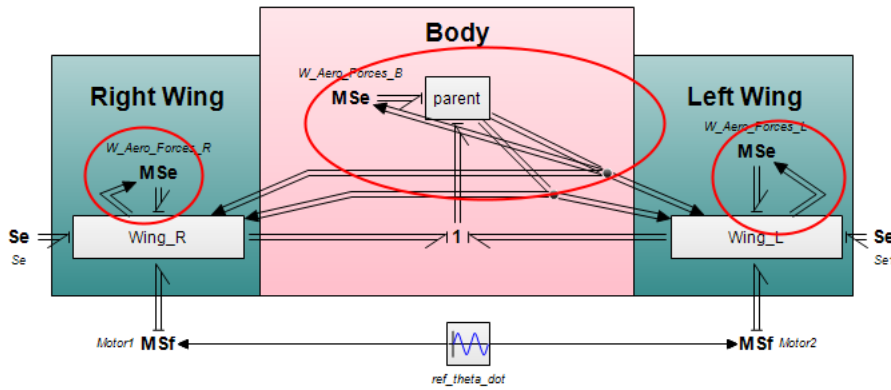 Body
Right Wing
Left Wing
W_Aero_Forces_B
MSe
parent
W_Aero_Forces_R
MSe
W_Aero_Forces_L
MSe
Se
Se
Wing_R
1
Wing_L
Se
Motor1 MSf
MSf Motor2
ref_theta_dot